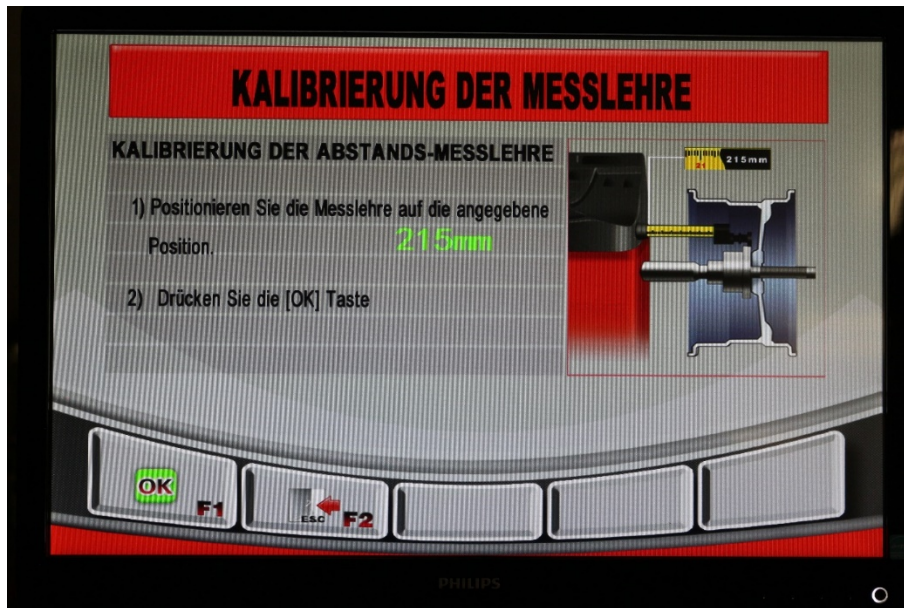 KALIBRIERUNG DER MESSLEHRE
KALIBRIERUNG DER ABSTANDS-MESSLEHRE
1) Positionieren Sie die Messlehre auf die angegebene
Position.
215mm
2) Drücken Sie die [OK] Taste
21
215mm
OK
F1
F2
PHILIPS